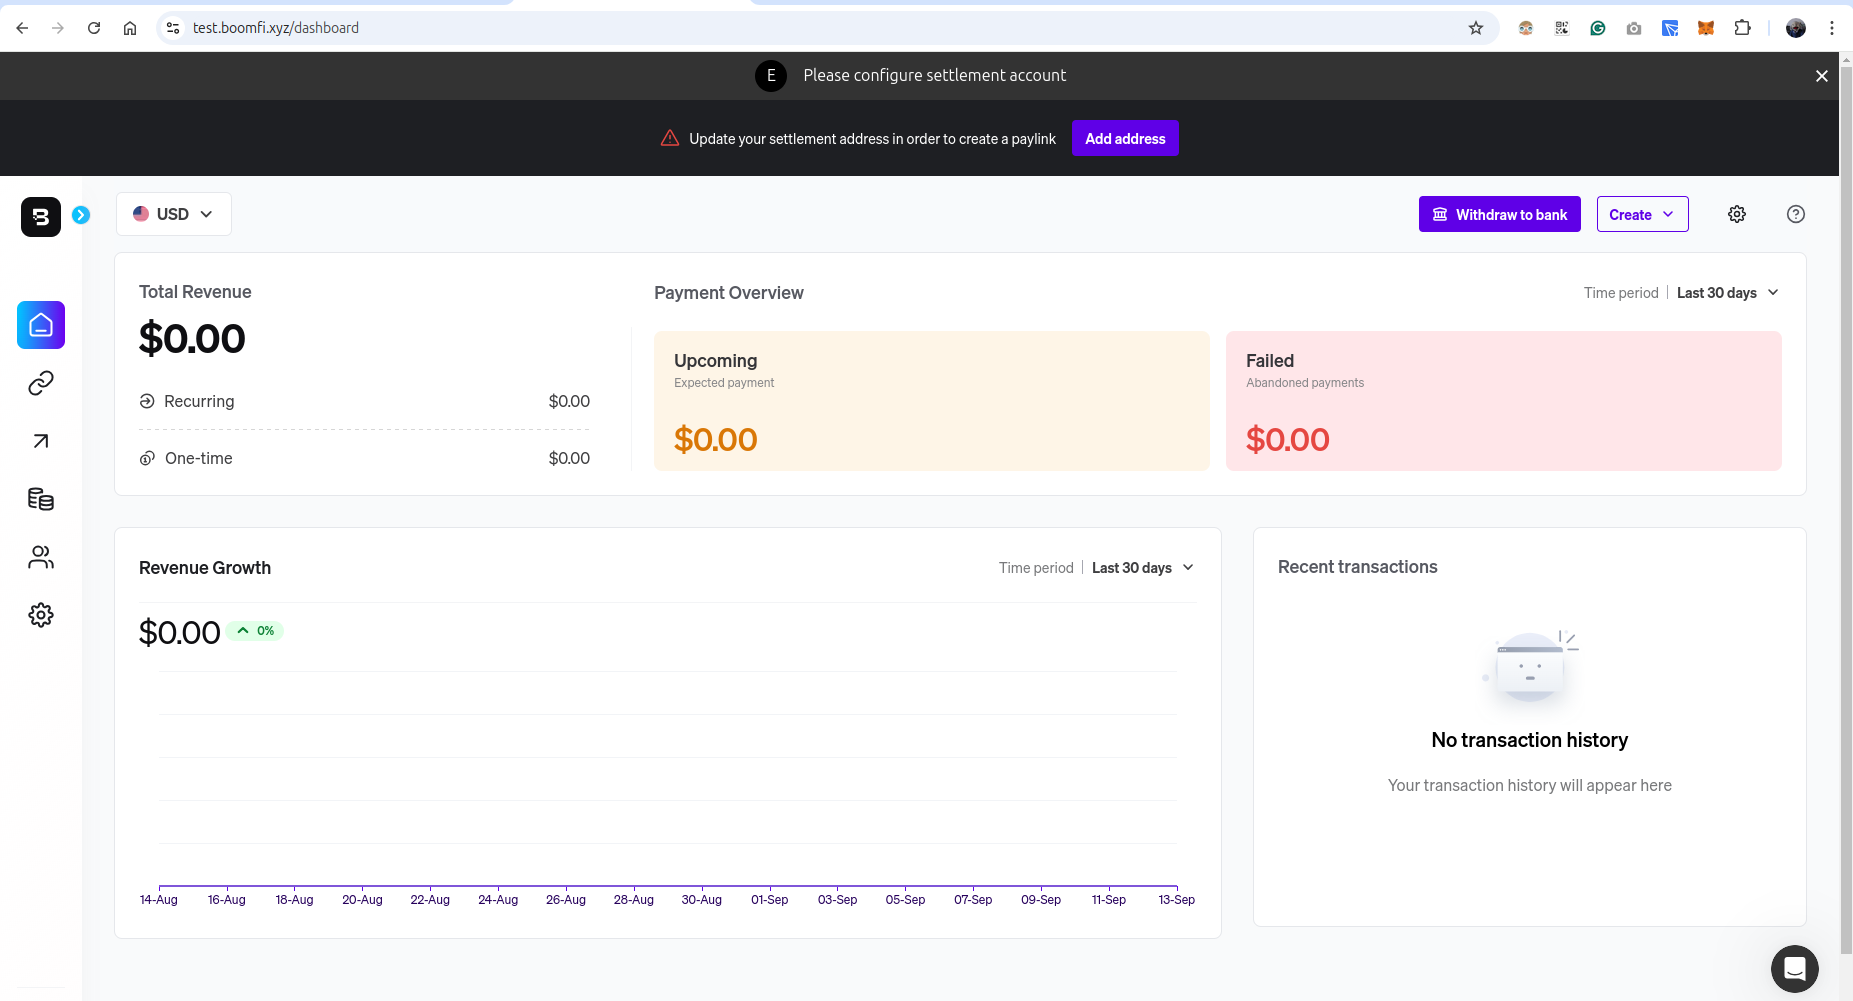 test.boomfi.xyz/dashboard
E Please configure settlement account
Update your settlement address in order to create a paylink Add address
B
USD
Withdraw to bank
Create
Total Revenue
$0.00
Recurring $0.00
One-time $0.00
Payment Overview
Time period | Last 30 days
Upcoming
Expected payment
$0.00
Failed
Abandoned payments
$0.00
Revenue Growth
Time period | Last 30 days
$0.00 0%
14-Aug 16-Aug 18-Aug 20-Aug 22-Aug 24-Aug 26-Aug 28-Aug 30-Aug 01-Sep 03-Sep 05-Sep 07-Sep 09-Sep 11-Sep 13-Sep
Recent transactions
No transaction history
Your transaction history will appear here